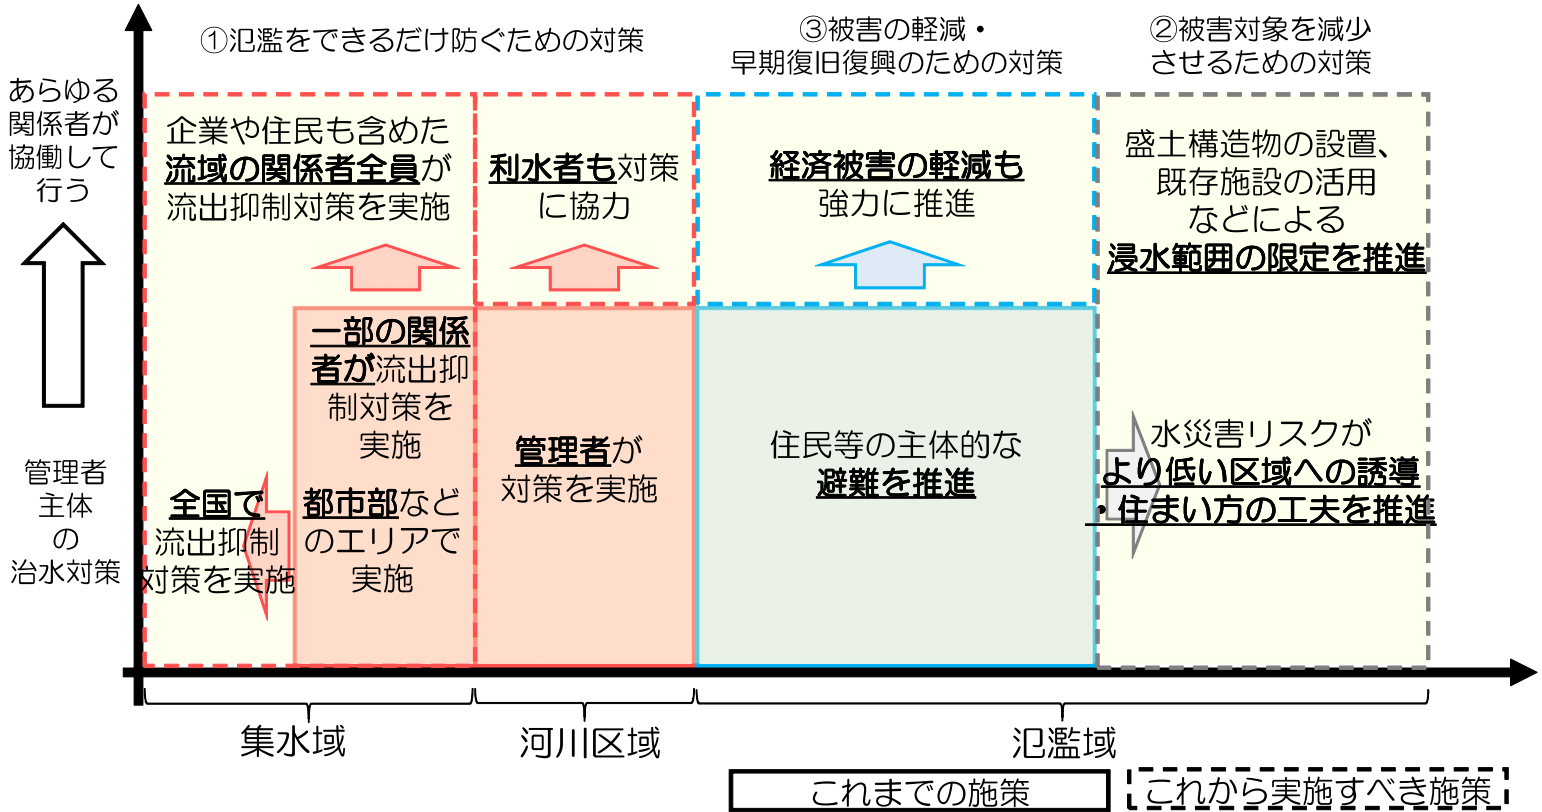 ①氾濫をできるだけ防ぐための対策
③被害の軽減・
早期復旧復興のための対策
②被害対象を減少
させるための対策
あらゆる
関係者が
協働して
行う
管理者
主体
の
治水対策
企業や住民も含めた
流域の関係者全員が
流出抑制対策を実施
利水者も対策
に協力
経済被害の軽減も
強力に推進
盛土構造物の設置、
既存施設の活用
などによる
浸水範囲の限定を推進
一部の関係
者が流出抑
制対策を
実施
都市部など
のエリアで
実施
全国で
流出抑制
対策を実施
管理者が
対策を実施
住民等の主体的な
避難を推進
水災害リスクが
より低い区域への誘導
・住まい方の工夫を推進
集水域
河川区域
氾濫域
これまでの施策
これから実施すべき施策